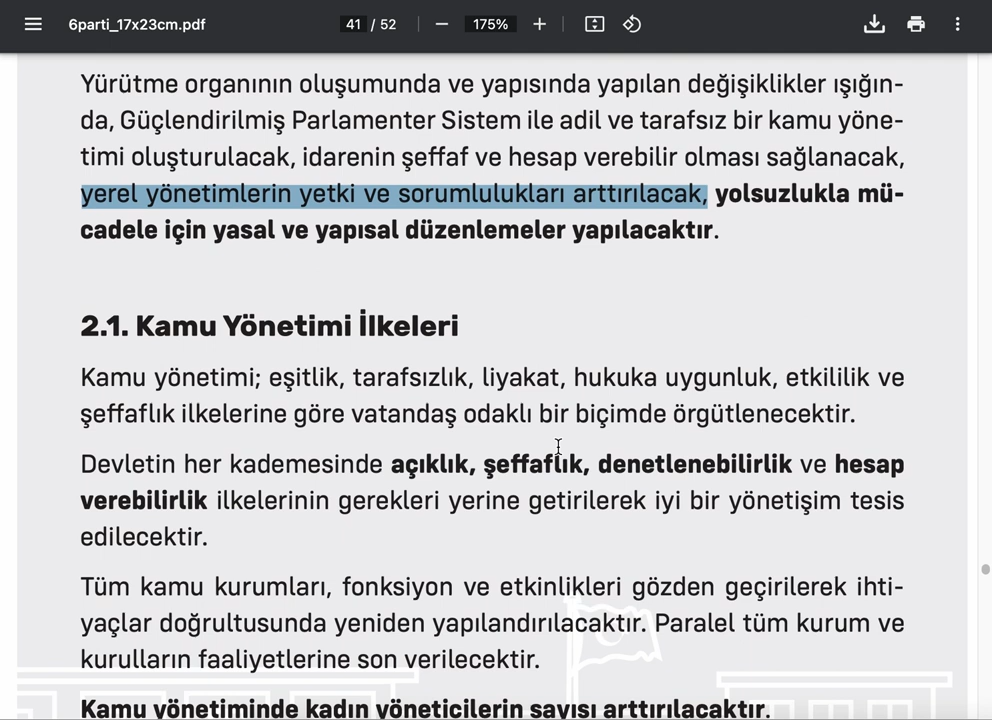 6parti_17x23cm.pdf 41 / 52 175%
Yürütme organının oluşumunda ve yapısında yapılan değişiklikler ışığın-
da, Güçlendirilmiş Parlamenter Sistem ile adil ve tarafsız bir kamu yöne-
timi oluşturulacak, idarenin şeffaf ve hesap verebilir olması sağlanacak,
yerel yönetimlerin yetki ve sorumlulukları arttırılacak, yolsuzlukla mü-
cadele için yasal ve yapısal düzenlemeler yapılacaktır.
2.1. Kamu Yönetimi İlkeleri
Kamu yönetimi; eşitlik, tarafsızlık, liyakat, hukuka uygunluk, etkililik ve
şeffaflık ilkelerine göre vatandaş odaklı bir biçimde örgütlenecektir.
Devletin her kademesinde açıklık, şeffaflık, denetlenebilirlik ve hesap
verebilirlik ilkelerinin gerekleri yerine getirilerek iyi bir yönetişim tesis
edilecektir.
Tüm kamu kurumları, fonksiyon ve etkinlikleri gözden geçirilerek ihti-
yaçlar doğrultusunda yeniden yapılandırılacaktır. Paralel tüm kurum ve
kurulların faaliyetlerine son verilecektir.
Kamu yönetiminde kadın yöneticilerin sayısı arttırılacaktır.